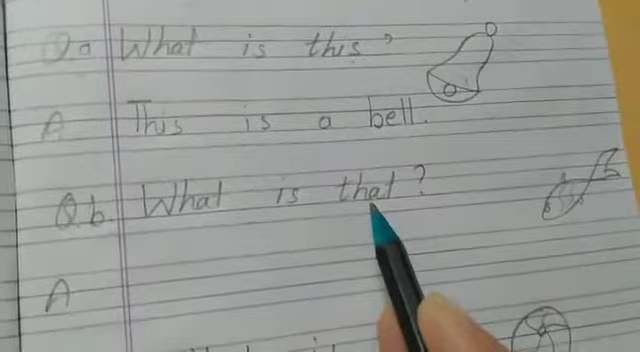 Q.a What is this?
A This is a bell.
Q.b. What is that?
A